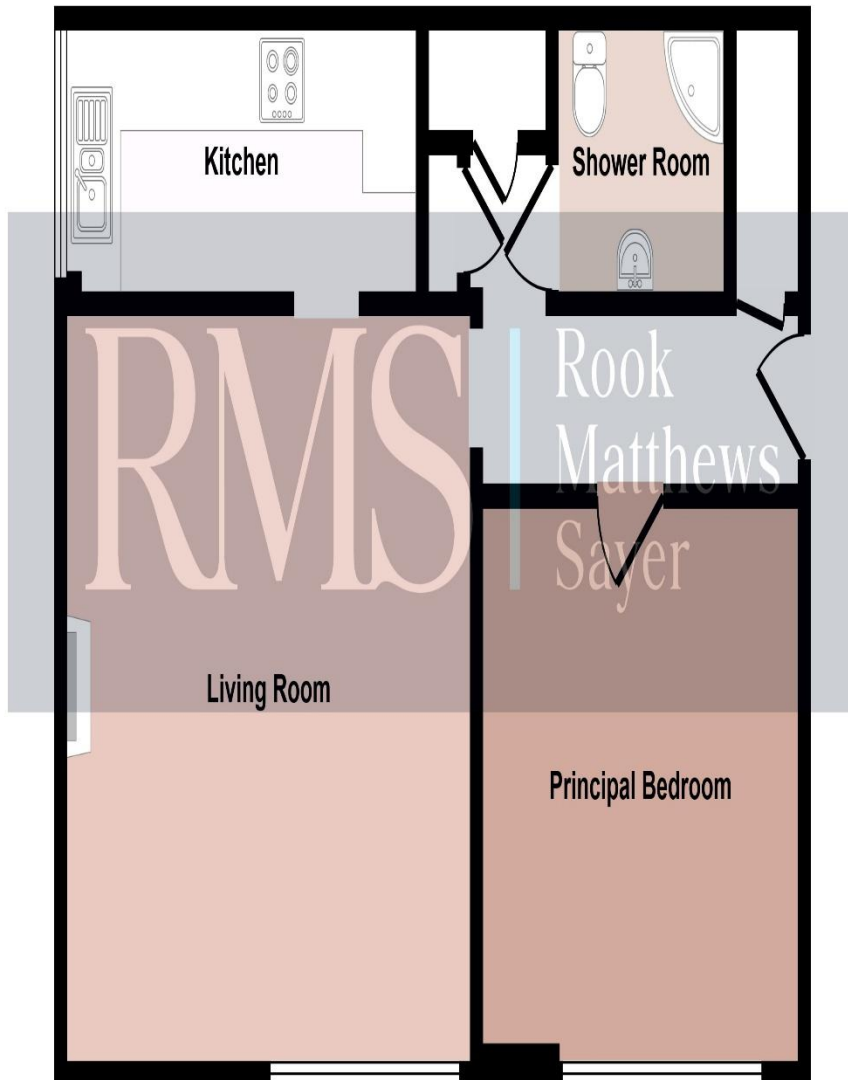 Kitchen
Shower Room
RMS
Rook
Matthews
Sayer
Living Room
Principal Bedroom